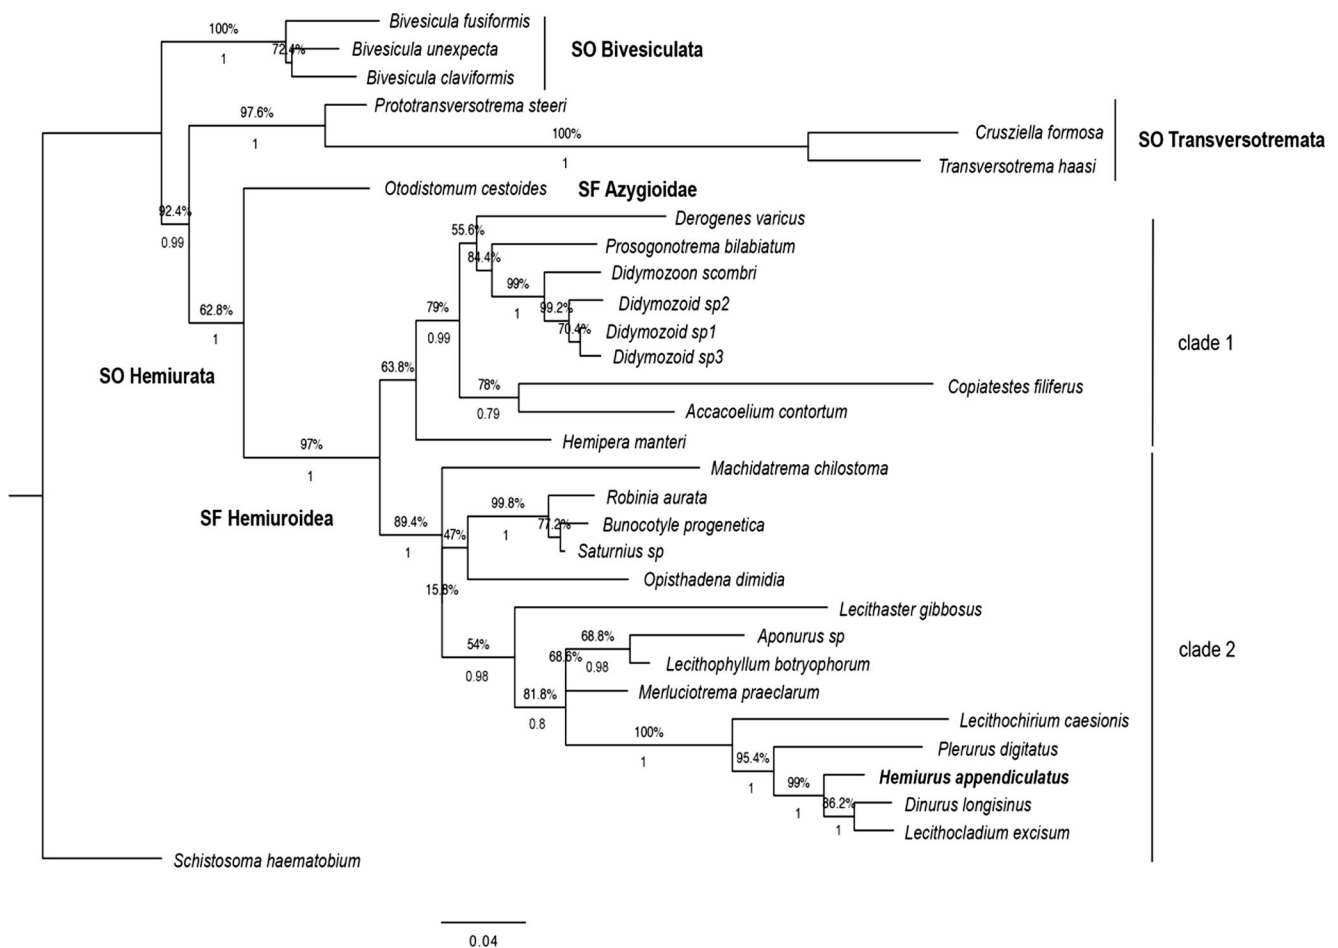 Bivesicula fusiformis
100%
72.4%
Bivesicula unexpecta
SO Bivesiculata
1
Bivesicula claviformis
Prototransversotrema steeri
97.6%
100%
Crusziella formosa
SO Transversotremata
1
1
Transversotrema haasi
Otodistomum cestoides
SF Azygioidae
92.4%
0.99
Derogenes varicus
55.6%
Prosogonotrema bilabiatum
84.4%
Didymozoon scombri
99%
1
Didymozoid sp2
99.2%
62.8%
79%
1
0.99
Didymozoid sp1
70.4%
Didymozoid sp3
clade 1
SO Hemiurata
63.8%
78%
Copiatestes filiferus
0.79
Accacoelium contortum
97%
Hemipera manteri
1
Machidatrema chilostoma
99.8%
Robinia aurata
SF Hemiuroidea
89.4%
47%
77.2%
Bunocotyle progenetica
1
1
Saturnius sp
Opisthadena dimidia
15.8%
Lecithaster gibbosus
54%
68.8%
Aponurus sp
clade 2
0.98
68.6%
0.98
Lecithophyllum botryophorum
81.8%
Merluciotrema praeclarum
0.8
100%
Lecithochirium caesionis
1
95.4%
Plerurus digitatus
1
99%
Hemiurus appendiculatus
1
86.2%
Dinurus longisinus
1
Lecithocladium excisum
Schistosoma haematobium
0.04